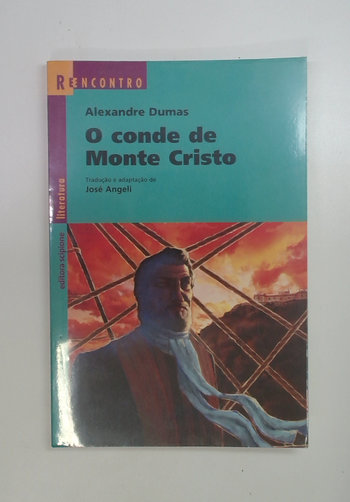 REENCONTRO
Alexandre Dumas
O conde de
Monte Cristo
Tradução e adaptação de
José Angeli
literatura
editora scipione